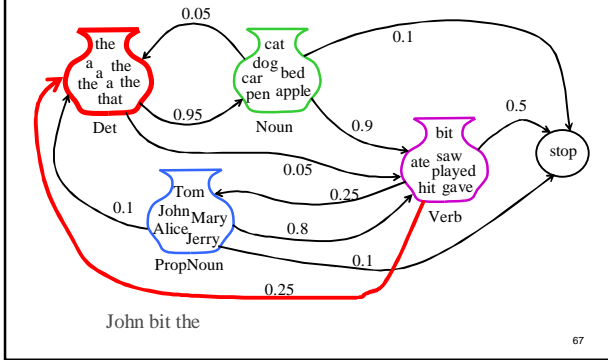 0.05
the
a the
a
the a the
that
Det
0.95
cat
dog
car bed
pen apple
Noun
0.1
0.9
0.05
bit
ate saw
played
hit gave
Verb
0.5
stop
Tom
John Mary
Alice
Jerry
PropNoun
0.25
0.8
0.1
0.1
0.25
John bit the
67